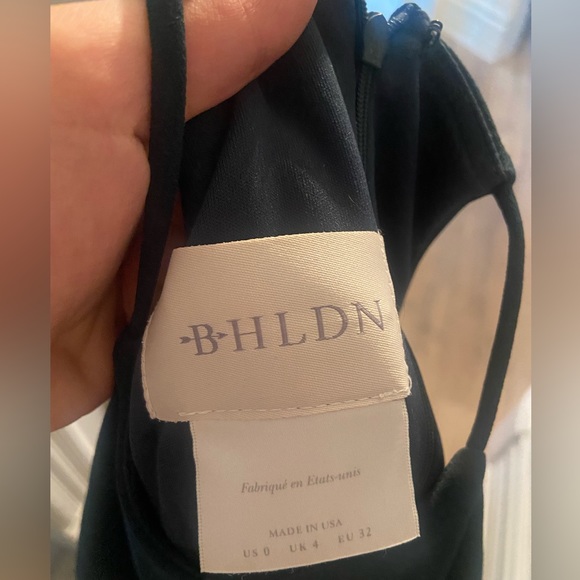 BHLDN
Fabriqué en Etats-unis
MADE IN USA
US 0 UK 4 EU 32